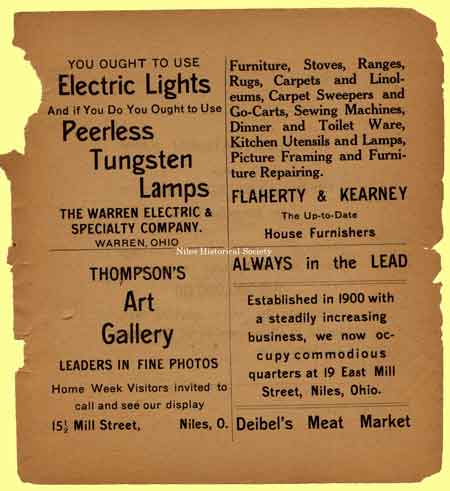 YOU OUGHT TO USE
Electric Lights
And if You Do You Ought to Use
Peerless
Tungsten
Lamps
THE WARREN ELECTRIC &
SPECIALTY COMPANY.
WARREN, OHIO
Furniture, Stoves, Ranges,
Rugs, Carpets and Linol-
eums, Carpet Sweepers and
Go-Carts, Sewing Machines,
Dinner and Toilet Ware,
Kitchen Utensils and Lamps,
Picture Framing and Furni-
ture Repairing.
FLAHERTY & KEARNEY
The Up-to-Date
House Furnishers
Niles Historical Society
THOMPSON'S
Art
Gallery
LEADERS IN FINE PHOTOS
Home Week Visitors invited to
call and see our display
15½ Mill Street, Niles, O.
ALWAYS in the LEAD
Established in 1900 with
a steadily increasing
business, we now oc-
cupy commodious
quarters at 19 East Mill
Street, Niles, Ohio.
Deibel's Meat Market